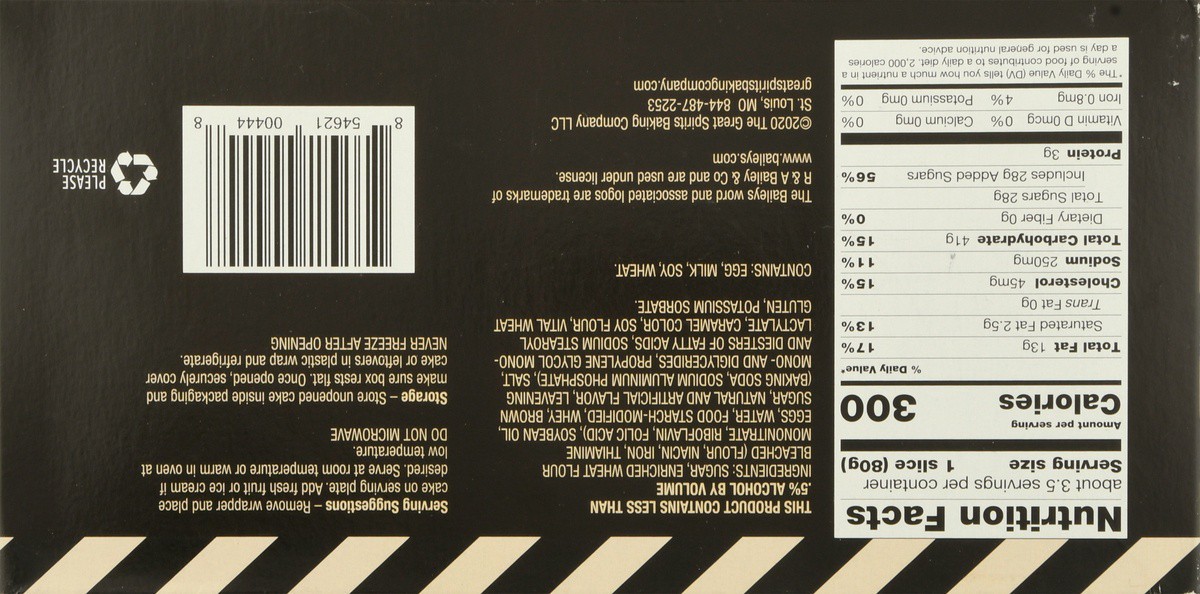 Nutrition Facts
about 3.5 servings per container
Serving size 1 slice (80g)
Amount per serving
Calories 300
% Daily Value*
Total Fat 13g 17%
Saturated Fat 2.5g 13%
Trans Fat 0g
Cholesterol 45mg 15%
Sodium 250mg 11%
Total Carbohydrate 41g 15%
Dietary Fiber 0g 0%
Total Sugars 28g
Includes 28g Added Sugars 56%
Protein 3g
Vitamin D 0mcg 0% Calcium 0mg 0%
Iron 0.8mg 4% Potassium 0mg 0%
*The % Daily Value (DV) tells you how much a nutrient in a
serving of food contributes to a daily diet. 2,000 calories
a day is used for general nutrition advice.
THIS PRODUCT CONTAINS LESS THAN
.5% ALCOHOL BY VOLUME
INGREDIENTS: SUGAR, ENRICHED WHEAT FLOUR
BLEACHED (FLOUR, NIACIN, IRON, THIAMINE
MONONITRATE, RIBOFLAVIN, FOLIC ACID), SOYBEAN OIL,
EGGS, WATER, FOOD STARCH-MODIFIED, WHEY, BROWN
SUGAR, NATURAL AND ARTIFICIAL FLAVOR, LEAVENING
(BAKING SODA, SODIUM ALUMINUM PHOSPHATE), SALT,
MONO- AND DIGLYCERIDES, PROPYLENE GLYCOL MONO-
AND DIESTERS OF FATTY ACIDS, SODIUM STEAROYL
LACTYLATE, CARAMEL COLOR, SOY FLOUR, VITAL WHEAT
GLUTEN, POTASSIUM SORBATE.
CONTAINS: EGG, MILK, SOY, WHEAT.
The Baileys word and associated logos are trademarks of
R & A Bailey & Co and are used under license.
www.baileys.com
©2020 The Great Spirits Baking Company LLC
St. Louis, MO 844-487-2253
greatspiritsbakingcompany.com
Serving Suggestions – Remove wrapper and place
cake on serving plate. Add fresh fruit or ice cream if
desired. Serve at room temperature or warm in oven at
low temperature.
DO NOT MICROWAVE
Storage – Store unopened cake inside packaging and
make sure box rests flat. Once opened, securely cover
cake or leftovers in plastic wrap and refrigerate.
NEVER FREEZE AFTER OPENING
8 54621 00444 8
PLEASE
RECYCLE